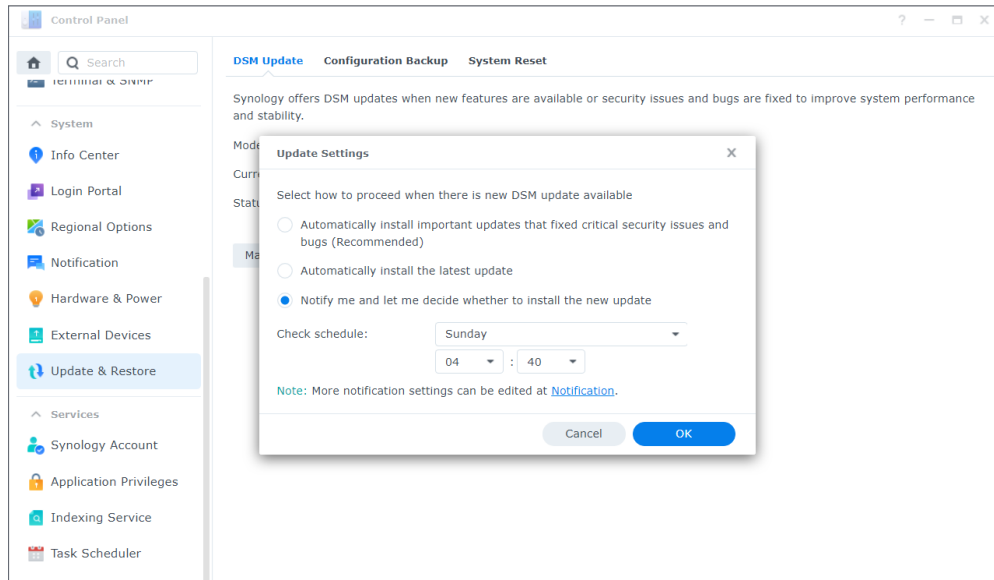 Control Panel
Search
Terminal & SNMP
System
Info Center
Login Portal
Regional Options
Notification
Hardware & Power
External Devices
Update & Restore
Services
Synology Account
Application Privileges
Indexing Service
Task Scheduler
DSM Update Configuration Backup System Reset
Synology offers DSM updates when new features are available or security issues and bugs are fixed to improve system performance
and stability.
Mode
Curr
Statu
Ma
Update Settings
Select how to proceed when there is new DSM update available
Automatically install important updates that fixed critical security issues and
bugs (Recommended)
Automatically install the latest update
Notify me and let me decide whether to install the new update
Check schedule: Sunday
04 : 40
Note: More notification settings can be edited at Notification.
Cancel OK